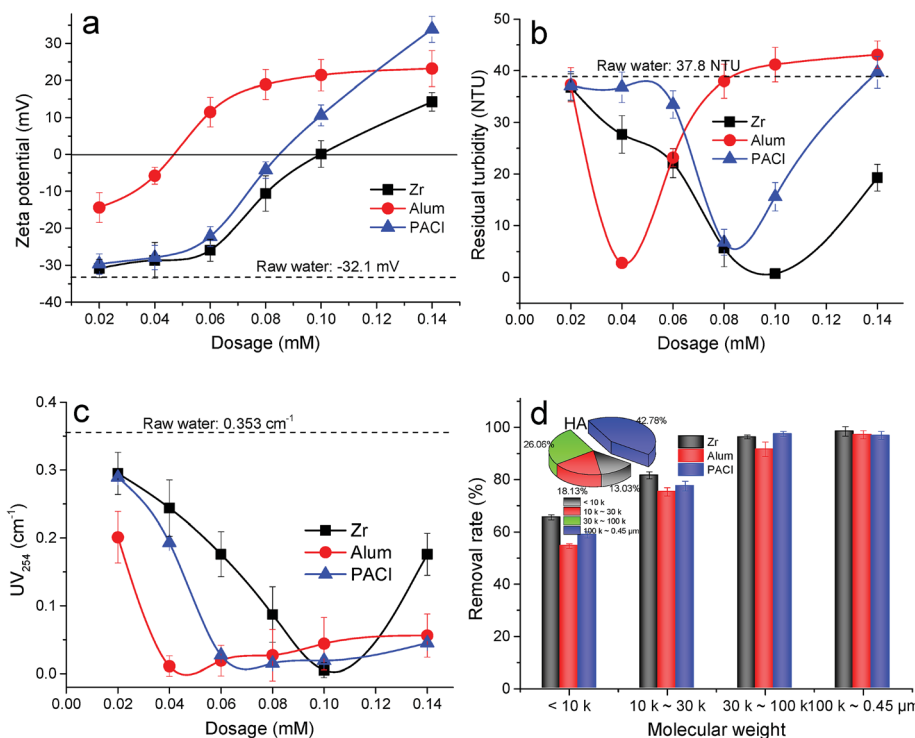 a
Zeta potential (mV)
40
30
20
10
0
-10
-20
-30
-40
Zr
Alum
PACl
Raw water: -32.1 mV
0.02 0.04 0.06 0.08 0.10 0.12 0.14
Dosage (mM)
b
Residual turbidity (NTU)
50
40
30
20
10
0
Raw water: 37.8 NTU
Zr
Alum
PACl
0.00 0.02 0.04 0.06 0.08 0.10 0.12 0.14
Dosage (mM)
c
UV254 (cm-1)
0.4
0.3
0.2
0.1
0.0
Raw water: 0.353 cm-1
Zr
Alum
PACl
0.00 0.02 0.04 0.06 0.08 0.10 0.12 0.14
Dosage (mM)
d
Removal rate (%)
100
80
60
40
20
0
HA
42.78%
26.06%
18.13%
13.03%
< 10 k
10 k ~ 30 k
30 k ~ 100 k
100 k ~ 0.45 µm
Zr
Alum
PACl
< 10 k 10 k ~ 30 k 30 k ~ 100 k 100 k ~ 0.45 µm
Molecular weight